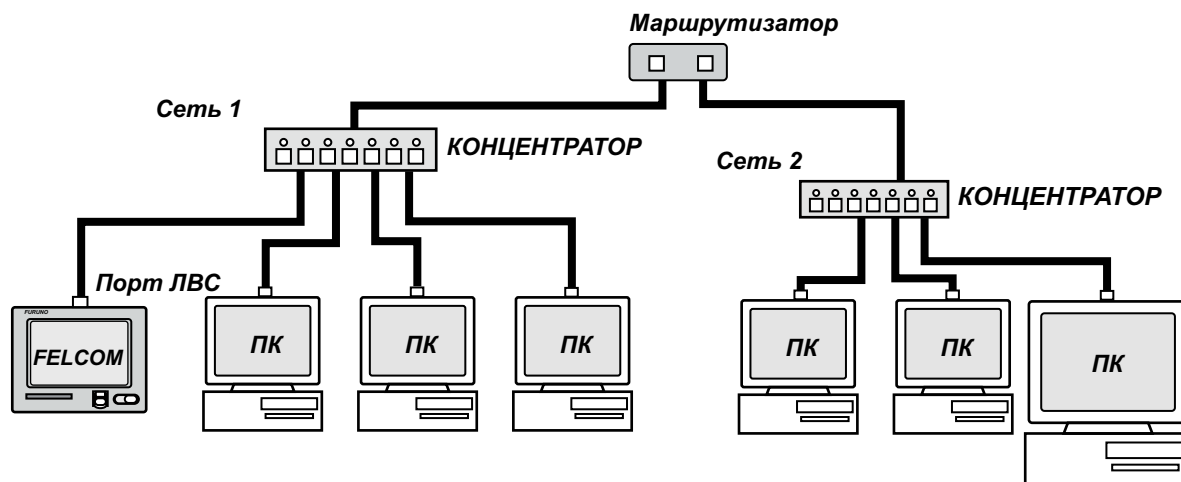 Маршрутизатор
Сеть 1
КОНЦЕНТРАТОР
Сеть 2
КОНЦЕНТРАТОР
Порт ЛВС
FURUNO
FELCOM
ПК
ПК
ПК
ПК
ПК
ПК